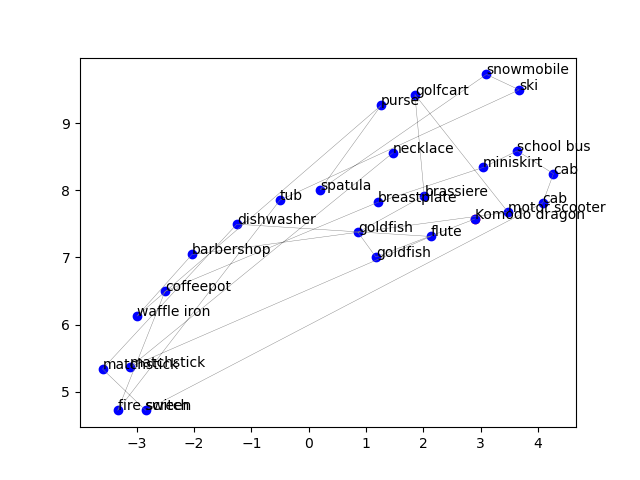 snowmobile
ski
golfcart
purse
9
school bus
necklace
miniskirt
cab
8
spatula
brassiere
tub
breastplate
cab
motor scooter
Komodo dragon
dishwasher
goldfish
flute
7
barbershop
goldfish
coffeepot
6
waffle iron
matchstick
matchstick
5
fire screen
switch
−3
−2
−1
0
1
2
3
4